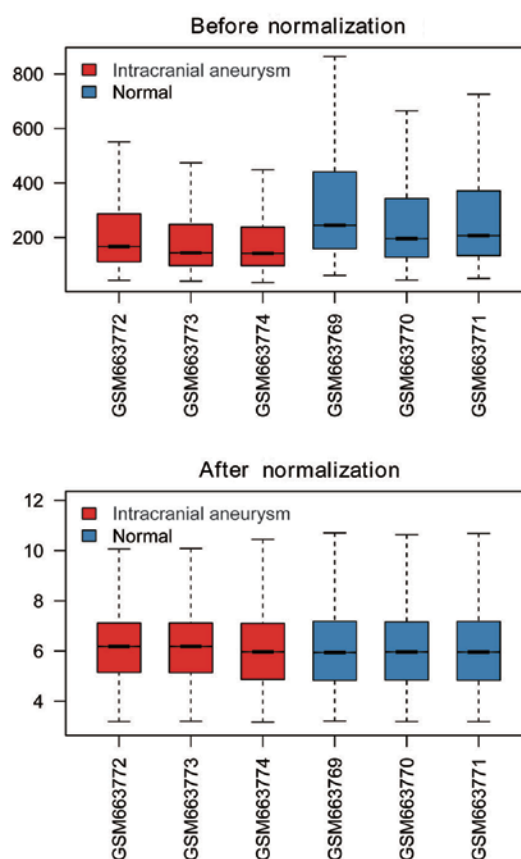 Before normalization
800
600
400
200
Intracranial aneurysm
Normal
GSM663772
GSM663773
GSM663774
GSM663769
GSM663770
GSM663771
After normalization
12
10
8
6
4
Intracranial aneurysm
Normal
GSM663772
GSM663773
GSM663774
GSM663769
GSM663770
GSM663771